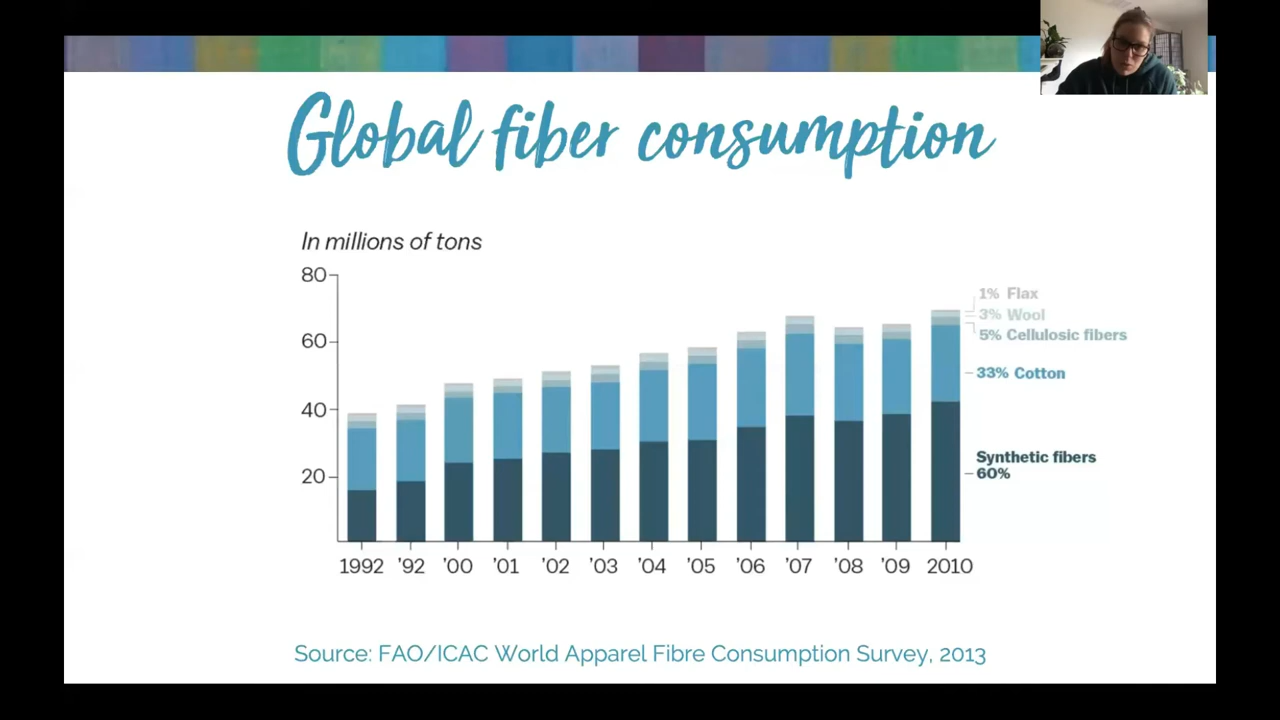 Global fiber consumption
In millions of tons
80
60
40
20
1% Flax
3% Wool
5% Cellulosic fibers
33% Cotton
Synthetic fibers
60%
1992 '92 '00 '01 '02 '03 '04 '05 '06 '07 '08 '09 2010
Source: FAO/ICAC World Apparel Fibre Consumption Survey, 2013